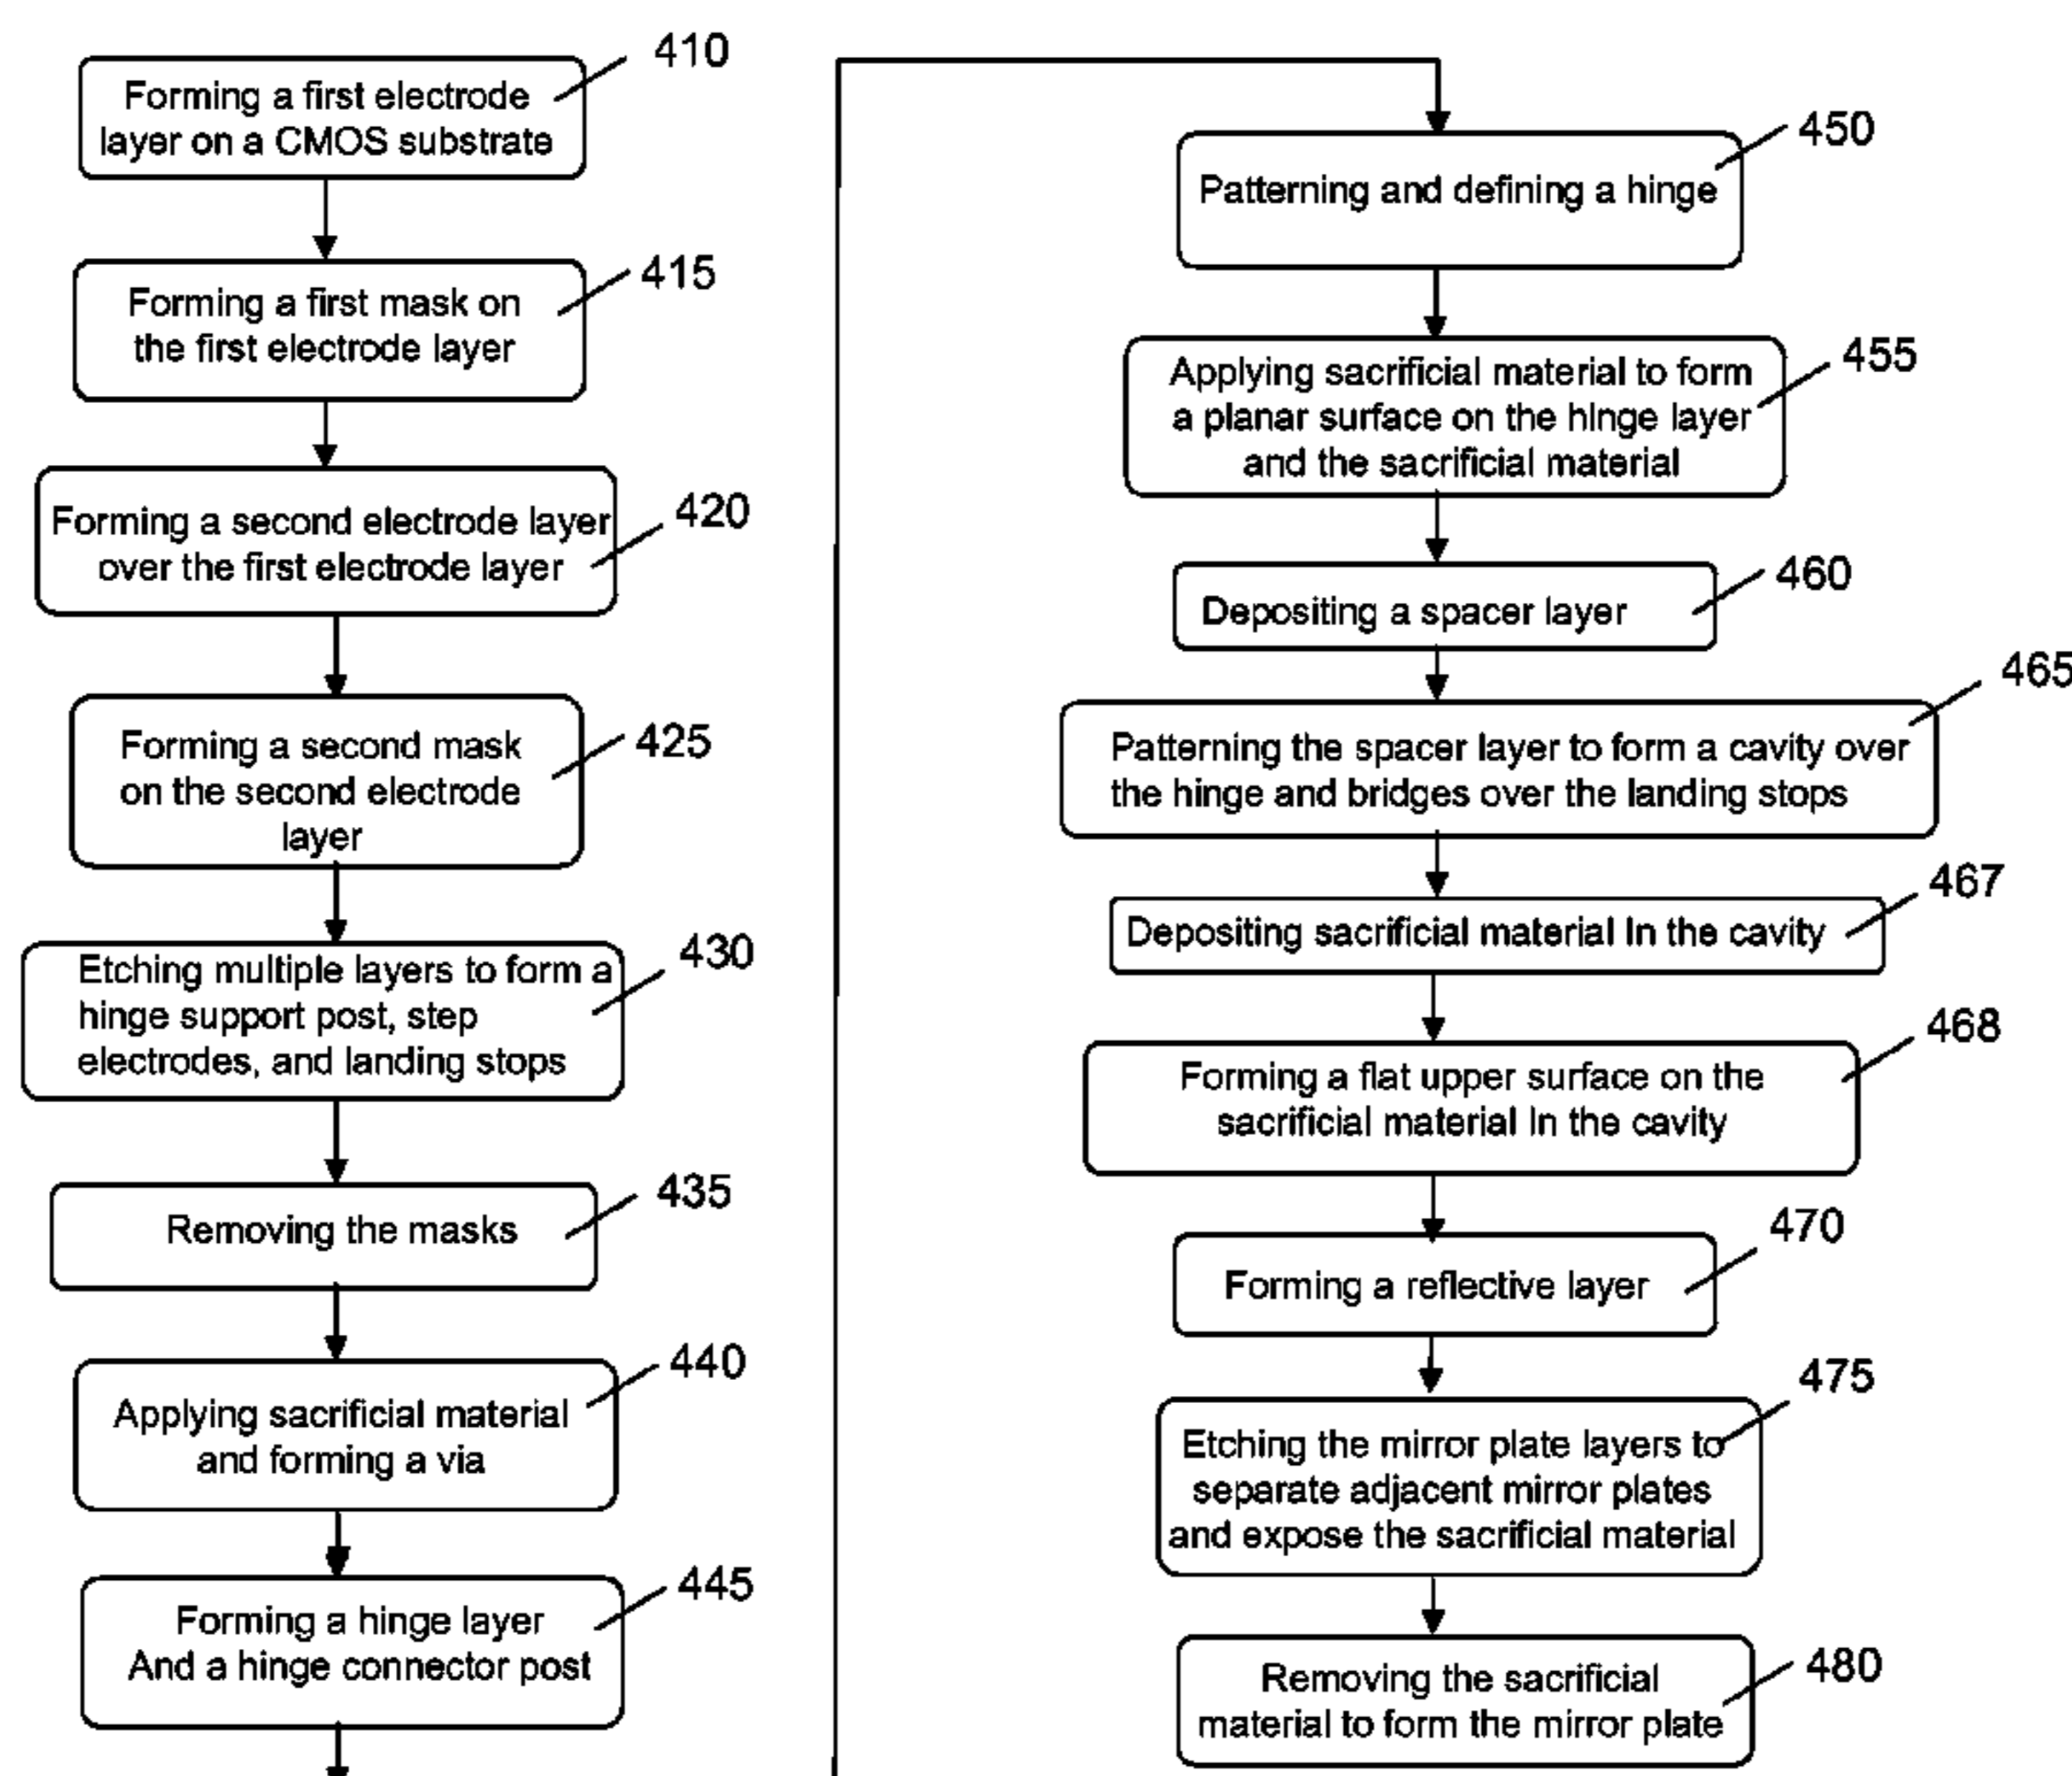 410
Forming a first electrode
layer on a CMOS substrate
415
Forming a first mask on
the first electrode layer
420
Forming a second electrode layer
over the first electrode layer
425
Forming a second mask
on the second electrode
layer
430
Etching multiple layers to form a
hinge support post, step
electrodes, and landing stops
435
Removing the masks
440
Applying sacrificial material
and forming a via
445
Forming a hinge layer
And a hinge connector post
450
Patterning and defining a hinge
455
Applying sacrificial material to form
a planar surface on the hinge layer
and the sacrificial material
460
Depositing a spacer layer
465
Patterning the spacer layer to form a cavity over
the hinge and bridges over the landing stops
467
Depositing sacrificial material In the cavity
468
Forming a flat upper surface on the
sacrificial material In the cavity
470
Forming a reflective layer
475
Etching the mirror plate layers to
separate adjacent mirror plates
and expose the sacrificial material
480
Removing the sacrificial
material to form the mirror plate